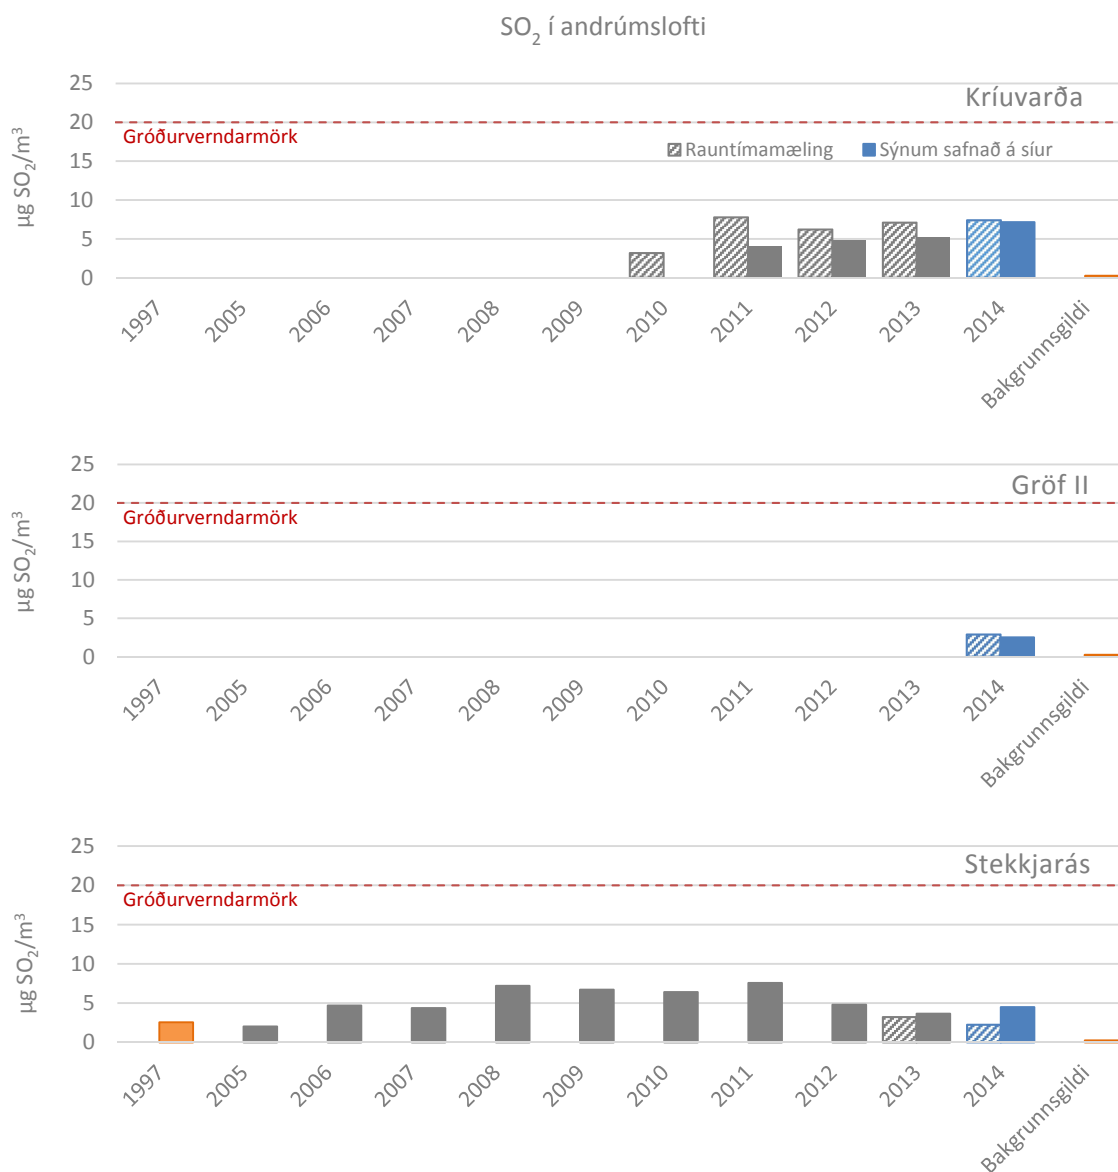 SO₂ í andrúmslofti
Kríuvarða
25
20
15
10
5
0
µg SO₂/m³
Gróðurverndarmörk
Rauntímamæling Sýnum safnað á síur
1997 2005 2006 2007 2008 2009 2010 2011 2012 2013 2014 Bakgrunnsgildi
Gröf II
25
20
15
10
5
0
µg SO₂/m³
Gróðurverndarmörk
1997 2005 2006 2007 2008 2009 2010 2011 2012 2013 2014 Bakgrunnsgildi
Stekkjarás
25
20
15
10
5
0
µg SO₂/m³
Gróðurverndarmörk
1997 2005 2006 2007 2008 2009 2010 2011 2012 2013 2014 Bakgrunnsgildi